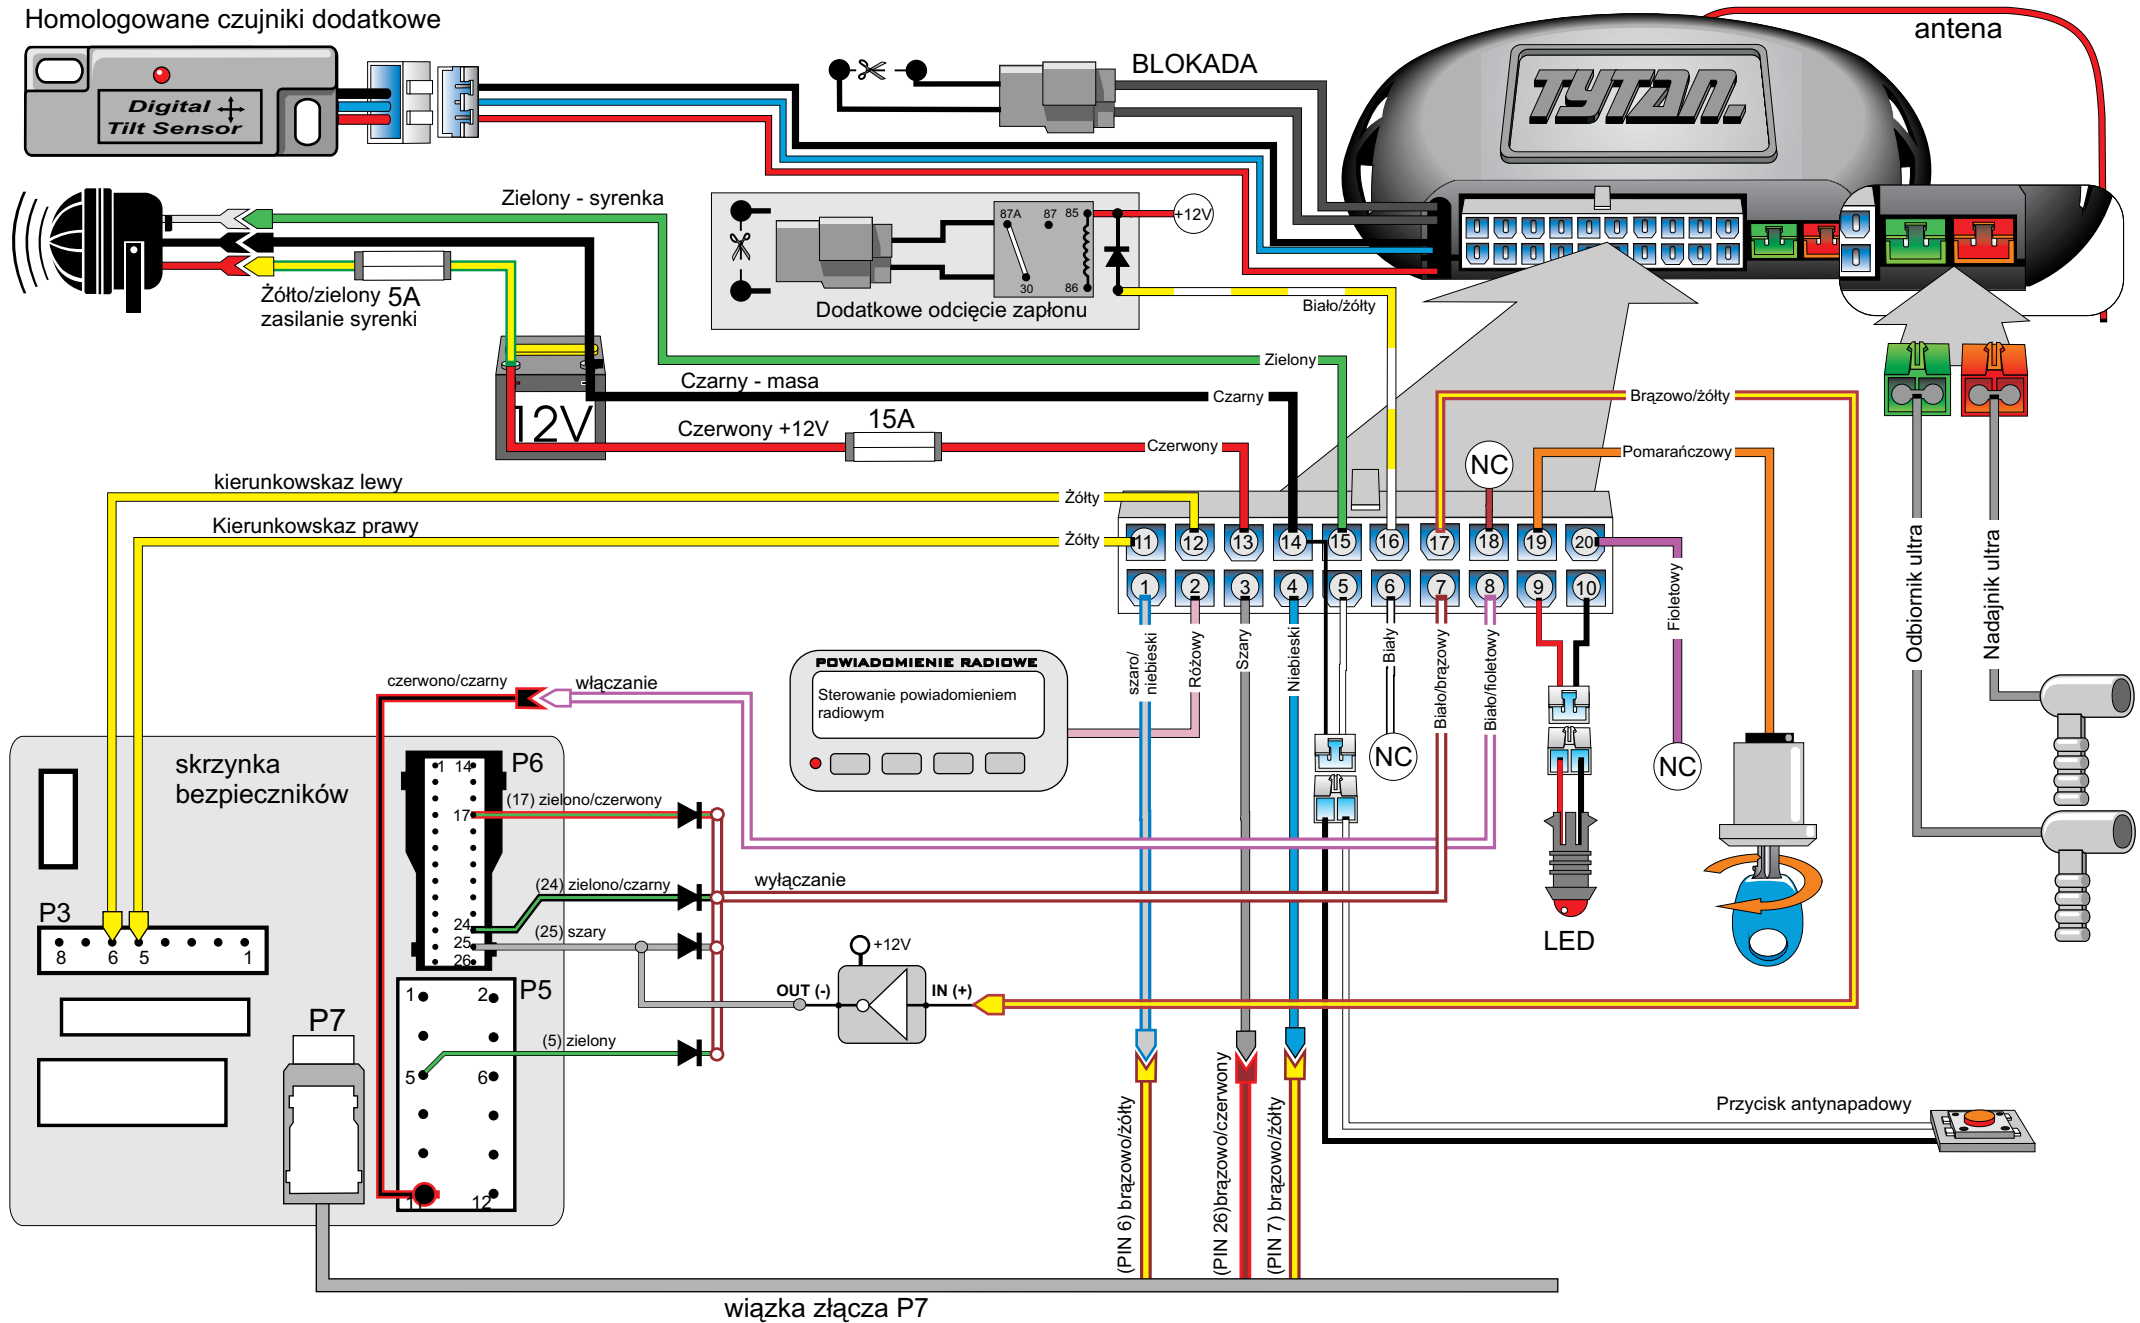 Homologowane czujniki dodatkowe
Digital
Tilt Sensor
BLOKADA
TYTAN.
antena
Zielony - syrenka
Żółto/zielony 5A
zasilanie syrenki
87A
87
85
30
86
+12V
Dodatkowe odcięcie zapłonu
Biało/żółty
12V
Zielony
Czarny - masa
Czarny
Czerwony +12V
15A
Czerwony
Brązowo/żółty
NC
Pomarańczowy
kierunkowskaz lewy
Żółty
Kierunkowskaz prawy
Żółty
11 12 13 14 15 16 17 18 19 20
1 2 3 4 5 6 7 8 9 10
szaro/
niebieski
Różowy
Szary
Niebieski
Biały
Biało/brązowy
Biało/fioletowy
Fioletowy
Odbiornik ultra
Nadajnik ultra
NC
NC
POWIADOMIENIE RADIOWE
Sterowanie powiadomieniem
radiowym
czerwono/czarny
włączanie
skrzynka
bezpieczników
P6
1 14
17
24
25
26
(17) zielono/czerwony
(24) zielono/czarny
(25) szary
wyłączanie
P3
8 6 5 1
P5
1 2
5 6
11 12
(5) zielony
P7
+12V
OUT (-)
IN (+)
LED
Przycisk antynapadowy
(PIN 6) brązowo/żółty
(PIN 26)brązowo/czerwony
(PIN 7) brązowo/żółty
wiązka złącza P7